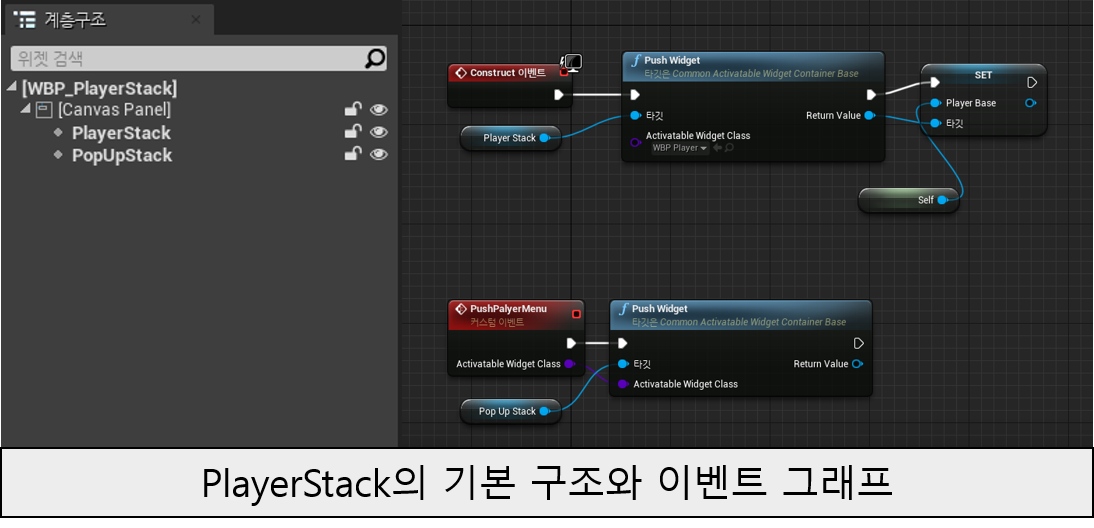 계층구조
위젯 검색
[WBP_PlayerStack]
[Canvas Panel]
PlayerStack
PopUpStack
Construct 이벤트
Player Stack
Push Widget
타깃은 Common Activatable Widget Container Base
타깃
Return Value
Activatable Widget Class
WBP Player
SET
Player Base
타깃
Self
PushPalyerMenu
커스텀 이벤트
Activatable Widget Class
Pop Up Stack
Push Widget
타깃은 Common Activatable Widget Container Base
타깃
Return Value
Activatable Widget Class
PlayerStack의 기본 구조와 이벤트 그래프